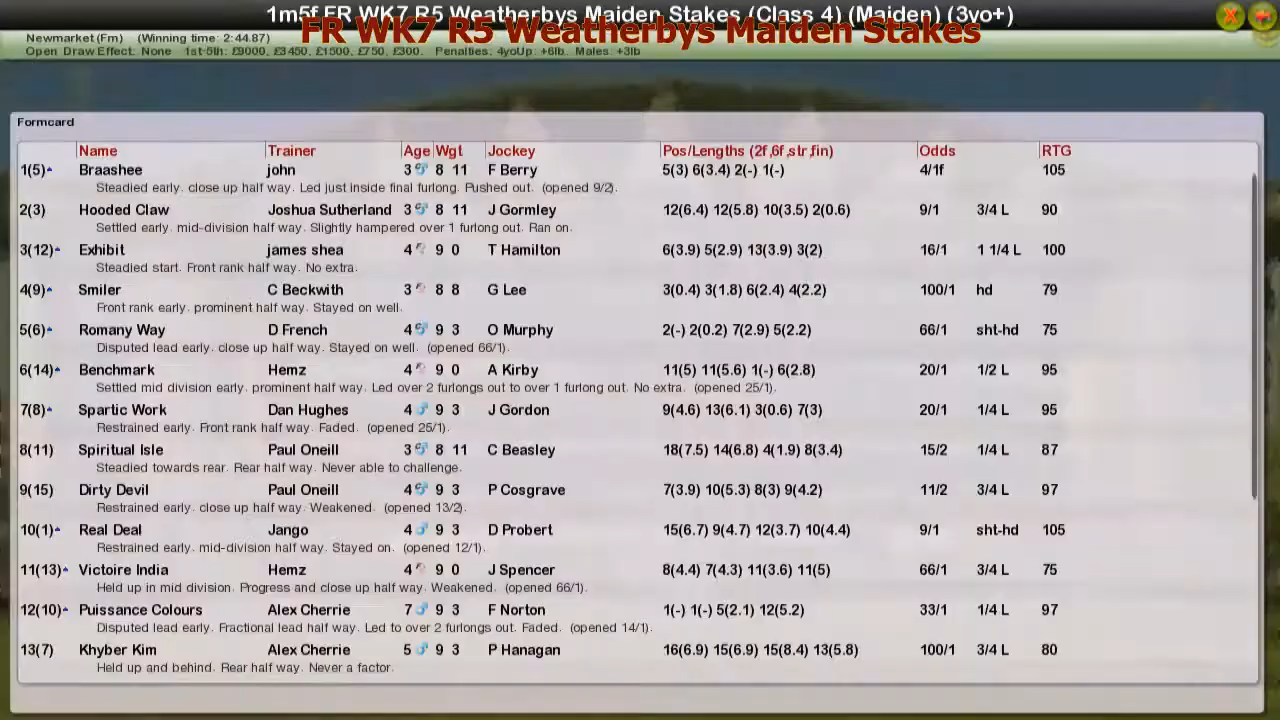 1m5f FR WK7 R5 Weatherbys Maiden Stakes (Class 4) (Maiden) (3yo+)
FR WK7 R5 Weatherbys Maiden Stakes
Newmarket (Fm) (Winning time: 2:44.87)
Open Draw Effect: None 1st-5th: £9000, £3450, £1500, £750, £300. Penalties: 4yoUp: +6lb. Males: +3lb
Formcard
Name Trainer Age Wgt Jockey Pos/Lengths (2f,6f,str,fin) Odds RTG
1(5) Braashee john 3 8 11 F Berry 5(3) 6(3.4) 2(-) 1(-) 4/1f 105
Steadied early. close up half way. Led just inside final furlong. Pushed out. (opened 9/2).
2(3) Hooded Claw Joshua Sutherland 3 8 11 J Gormley 12(6.4) 12(5.8) 10(3.5) 2(0.6) 9/1 3/4 L 90
Settled early. mid-division half way. Slightly hampered over 1 furlong out. Ran on.
3(12) Exhibit james shea 4 9 0 T Hamilton 6(3.9) 5(2.9) 13(3.9) 3(2) 16/1 1 1/4 L 100
Steadied start. Front rank half way. No extra.
4(9) Smiler C Beckwith 3 8 8 G Lee 3(0.4) 3(1.8) 6(2.4) 4(2.2) 100/1 hd 79
Front rank early. prominent half way. Stayed on well.
5(6) Romany Way D French 4 9 3 O Murphy 2(-) 2(0.2) 7(2.9) 5(2.2) 66/1 sht-hd 75
Disputed lead early. close up half way. Stayed on well. (opened 66/1).
6(14) Benchmark Hemz 4 9 0 A Kirby 11(5) 11(5.6) 1(-) 6(2.8) 20/1 1/2 L 95
Settled mid division early. prominent half way. Led over 2 furlongs out to over 1 furlong out. No extra. (opened 25/1).
7(8) Spartic Work Dan Hughes 4 9 3 J Gordon 9(4.6) 13(6.1) 3(0.6) 7(3) 20/1 1/4 L 95
Restrained early. Front rank half way. Faded. (opened 25/1).
8(11) Spiritual Isle Paul Oneill 3 8 11 C Beasley 18(7.5) 14(6.8) 4(1.9) 8(3.4) 15/2 1/4 L 87
Steadied towards rear. Rear half way. Never able to challenge.
9(15) Dirty Devil Paul Oneill 4 9 3 P Cosgrave 7(3.9) 10(5.3) 8(3) 9(4.2) 11/2 3/4 L 97
Restrained early. close up half way. Weakened. (opened 13/2).
10(1) Real Deal Jango 4 9 3 D Probert 15(6.7) 9(4.7) 12(3.7) 10(4.4) 9/1 sht-hd 105
Restrained early. mid-division half way. Stayed on. (opened 12/1).
11(13) Victoire India Hemz 4 9 0 J Spencer 8(4.4) 7(4.3) 11(3.6) 11(5) 66/1 3/4 L 75
Held up in mid division. Progress and close up half way. Weakened. (opened 66/1).
12(10) Puissance Colours Alex Cherrie 7 9 3 F Norton 1(-) 1(-) 5(2.1) 12(5.2) 33/1 1/4 L 97
Disputed lead early. Fractional lead half way. Led to over 2 furlongs out. Faded. (opened 14/1).
13(7) Khyber Kim Alex Cherrie 5 9 3 P Hanagan 16(6.9) 15(6.9) 15(8.4) 13(5.8) 100/1 3/4 L 80
Held up and behind. Rear half way. Never a factor.